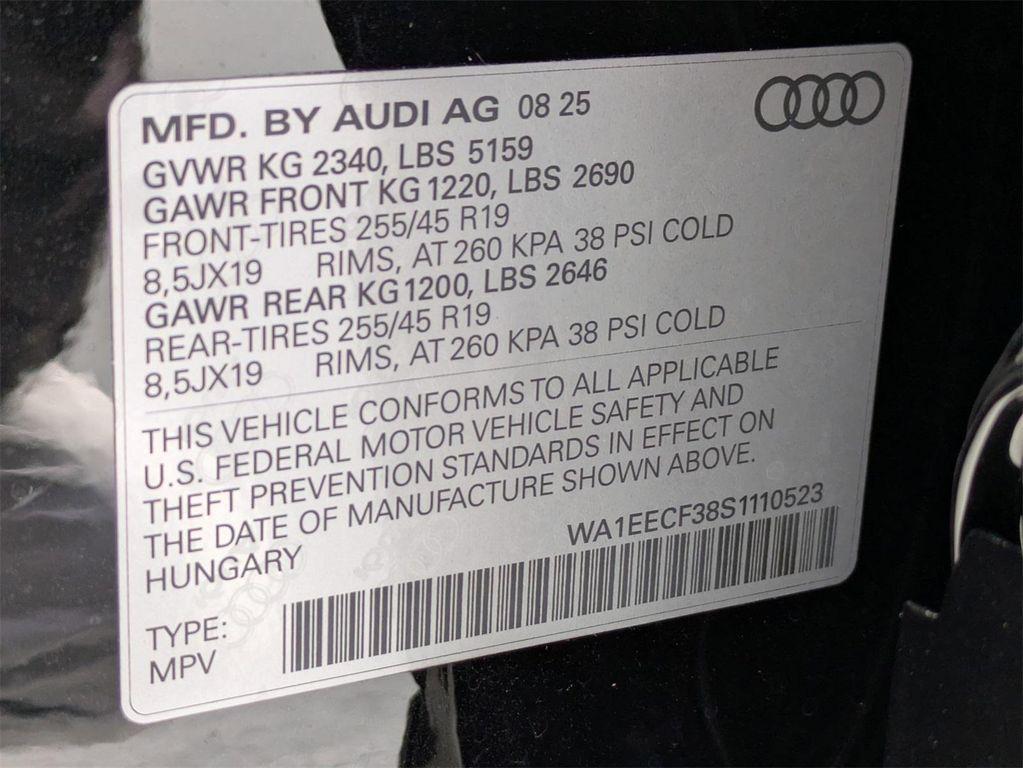 MFD. BY AUDI AG 08 25
GVWR KG 2340, LBS 5159
GAWR FRONT KG 1220, LBS 2690
FRONT-TIRES 255/45 R19
8,5JX19 RIMS, AT 260 KPA 38 PSI COLD
GAWR REAR KG 1200, LBS 2646
REAR-TIRES 255/45 R19
8,5JX19 RIMS, AT 260 KPA 38 PSI COLD
THIS VEHICLE CONFORMS TO ALL APPLICABLE
U.S. FEDERAL MOTOR VEHICLE SAFETY AND
THEFT PREVENTION STANDARDS IN EFFECT ON
THE DATE OF MANUFACTURE SHOWN ABOVE.
HUNGARY WA1EECF38S1110523
TYPE:
MPV